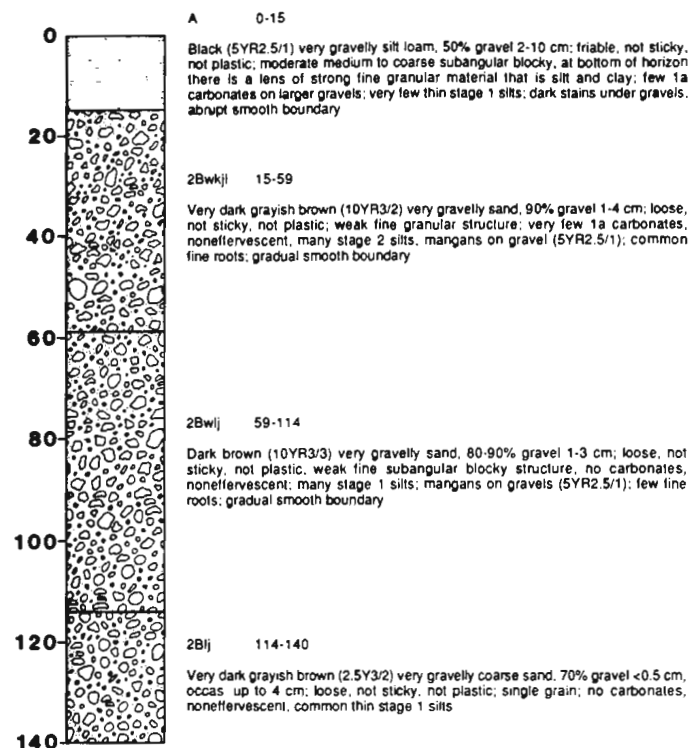 A 0-15
0
Black (5YR2.5/1) very gravelly silt loam, 50% gravel 2-10 cm; friable, not sticky,
not plastic; moderate medium to coarse subangular blocky, at bottom of horizon
there is a lens of strong fine granular material that is silt and clay; few 1a
carbonates on larger gravels; very few thin stage 1 silts; dark stains under gravels,
abrupt smooth boundary
20
2Bwkjl 15-59
Very dark grayish brown (10YR3/2) very gravelly sand, 90% gravel 1-4 cm; loose,
not sticky, not plastic; weak fine granular structure; very few 1a carbonates,
noneffervescent, many stage 2 silts, mangans on gravel (5YR2.5/1); common
fine roots; gradual smooth boundary
40
60
2Bwlj 59-114
80
Dark brown (10YR3/3) very gravelly sand, 80-90% gravel 1-3 cm; loose, not
sticky, not plastic, weak fine subangular blocky structure, no carbonates,
noneffervescent; many stage 1 silts; mangans on gravels (5YR2.5/1); few fine
roots; gradual smooth boundary
100
120
2Blj 114-140
Very dark grayish brown (2.5Y3/2) very gravelly coarse sand. 70% gravel <0.5 cm,
occas up to 4 cm; loose, not sticky, not plastic; single grain; no carbonates,
noneffervescent, common thin stage 1 silts
140